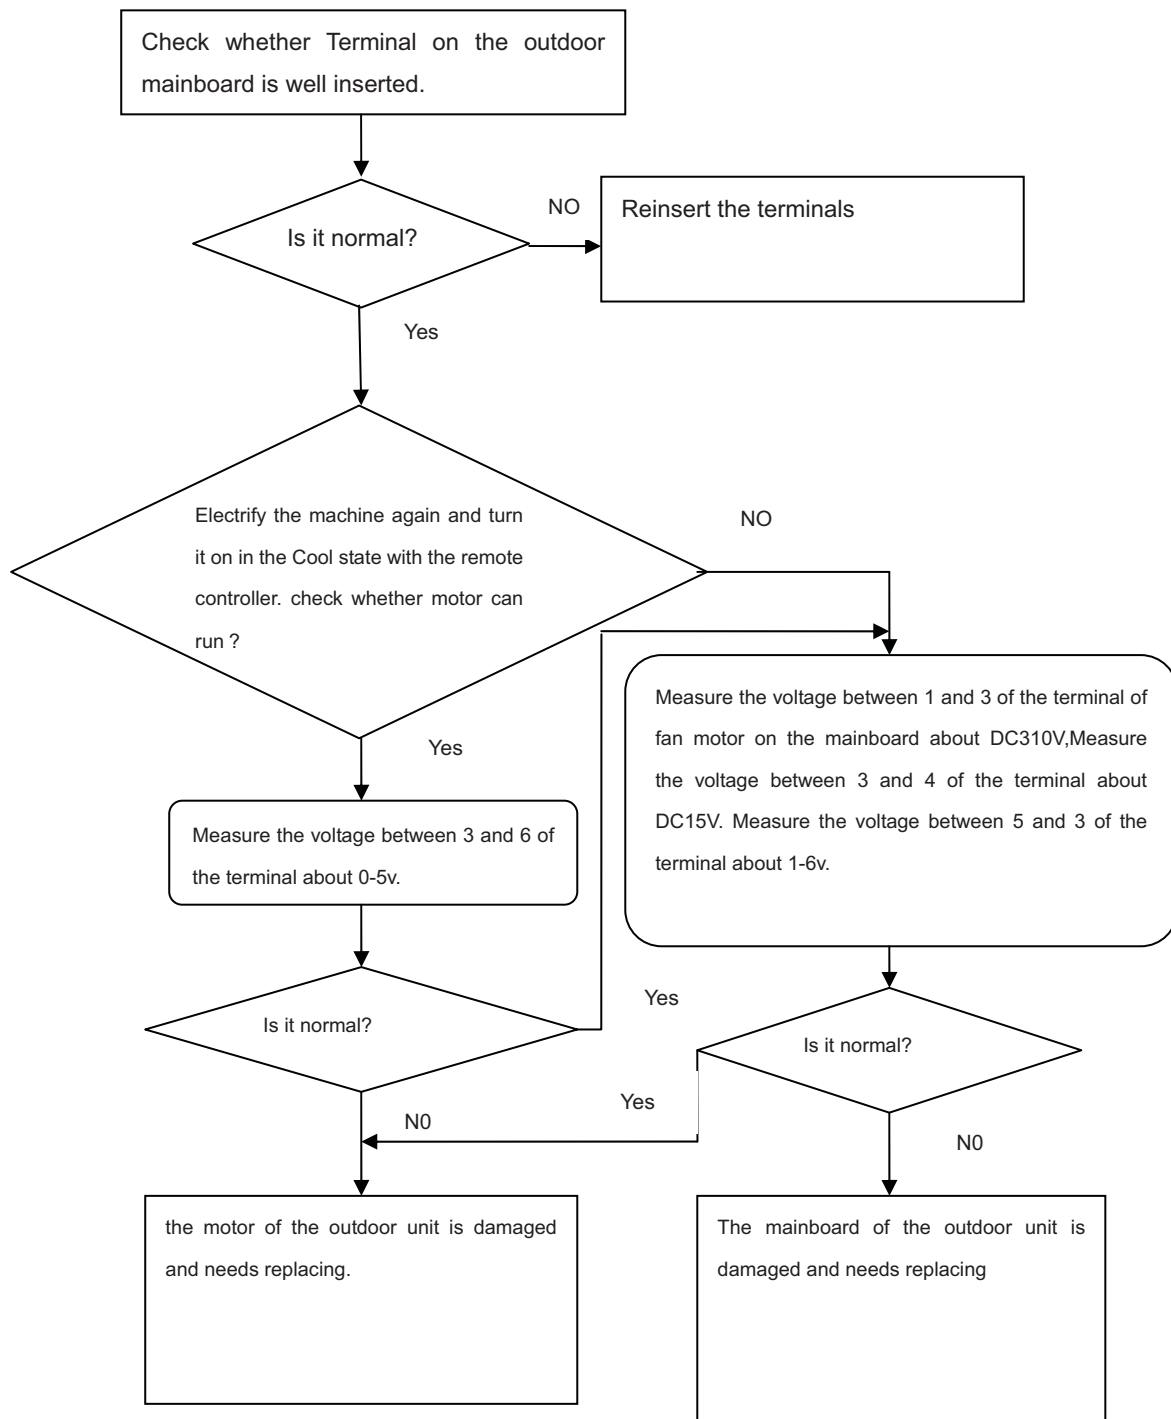 Check whether Terminal on the outdoor
mainboard is well inserted.
NO
Reinsert the terminals
Is it normal?
Yes
Electrify the machine again and turn
it on in the Cool state with the remote
controller. check whether motor can
run ?
NO
Yes
Measure the voltage between 1 and 3 of the terminal of
fan motor on the mainboard about DC310V,Measure
the voltage between 3 and 4 of the terminal about
DC15V. Measure the voltage between 5 and 3 of the
terminal about 1-6v.
Measure the voltage between 3 and 6 of
the terminal about 0-5v.
Is it normal?
Yes
Is it normal?
Yes
N0
N0
the motor of the outdoor unit is damaged
and needs replacing.
The mainboard of the outdoor unit is
damaged and needs replacing